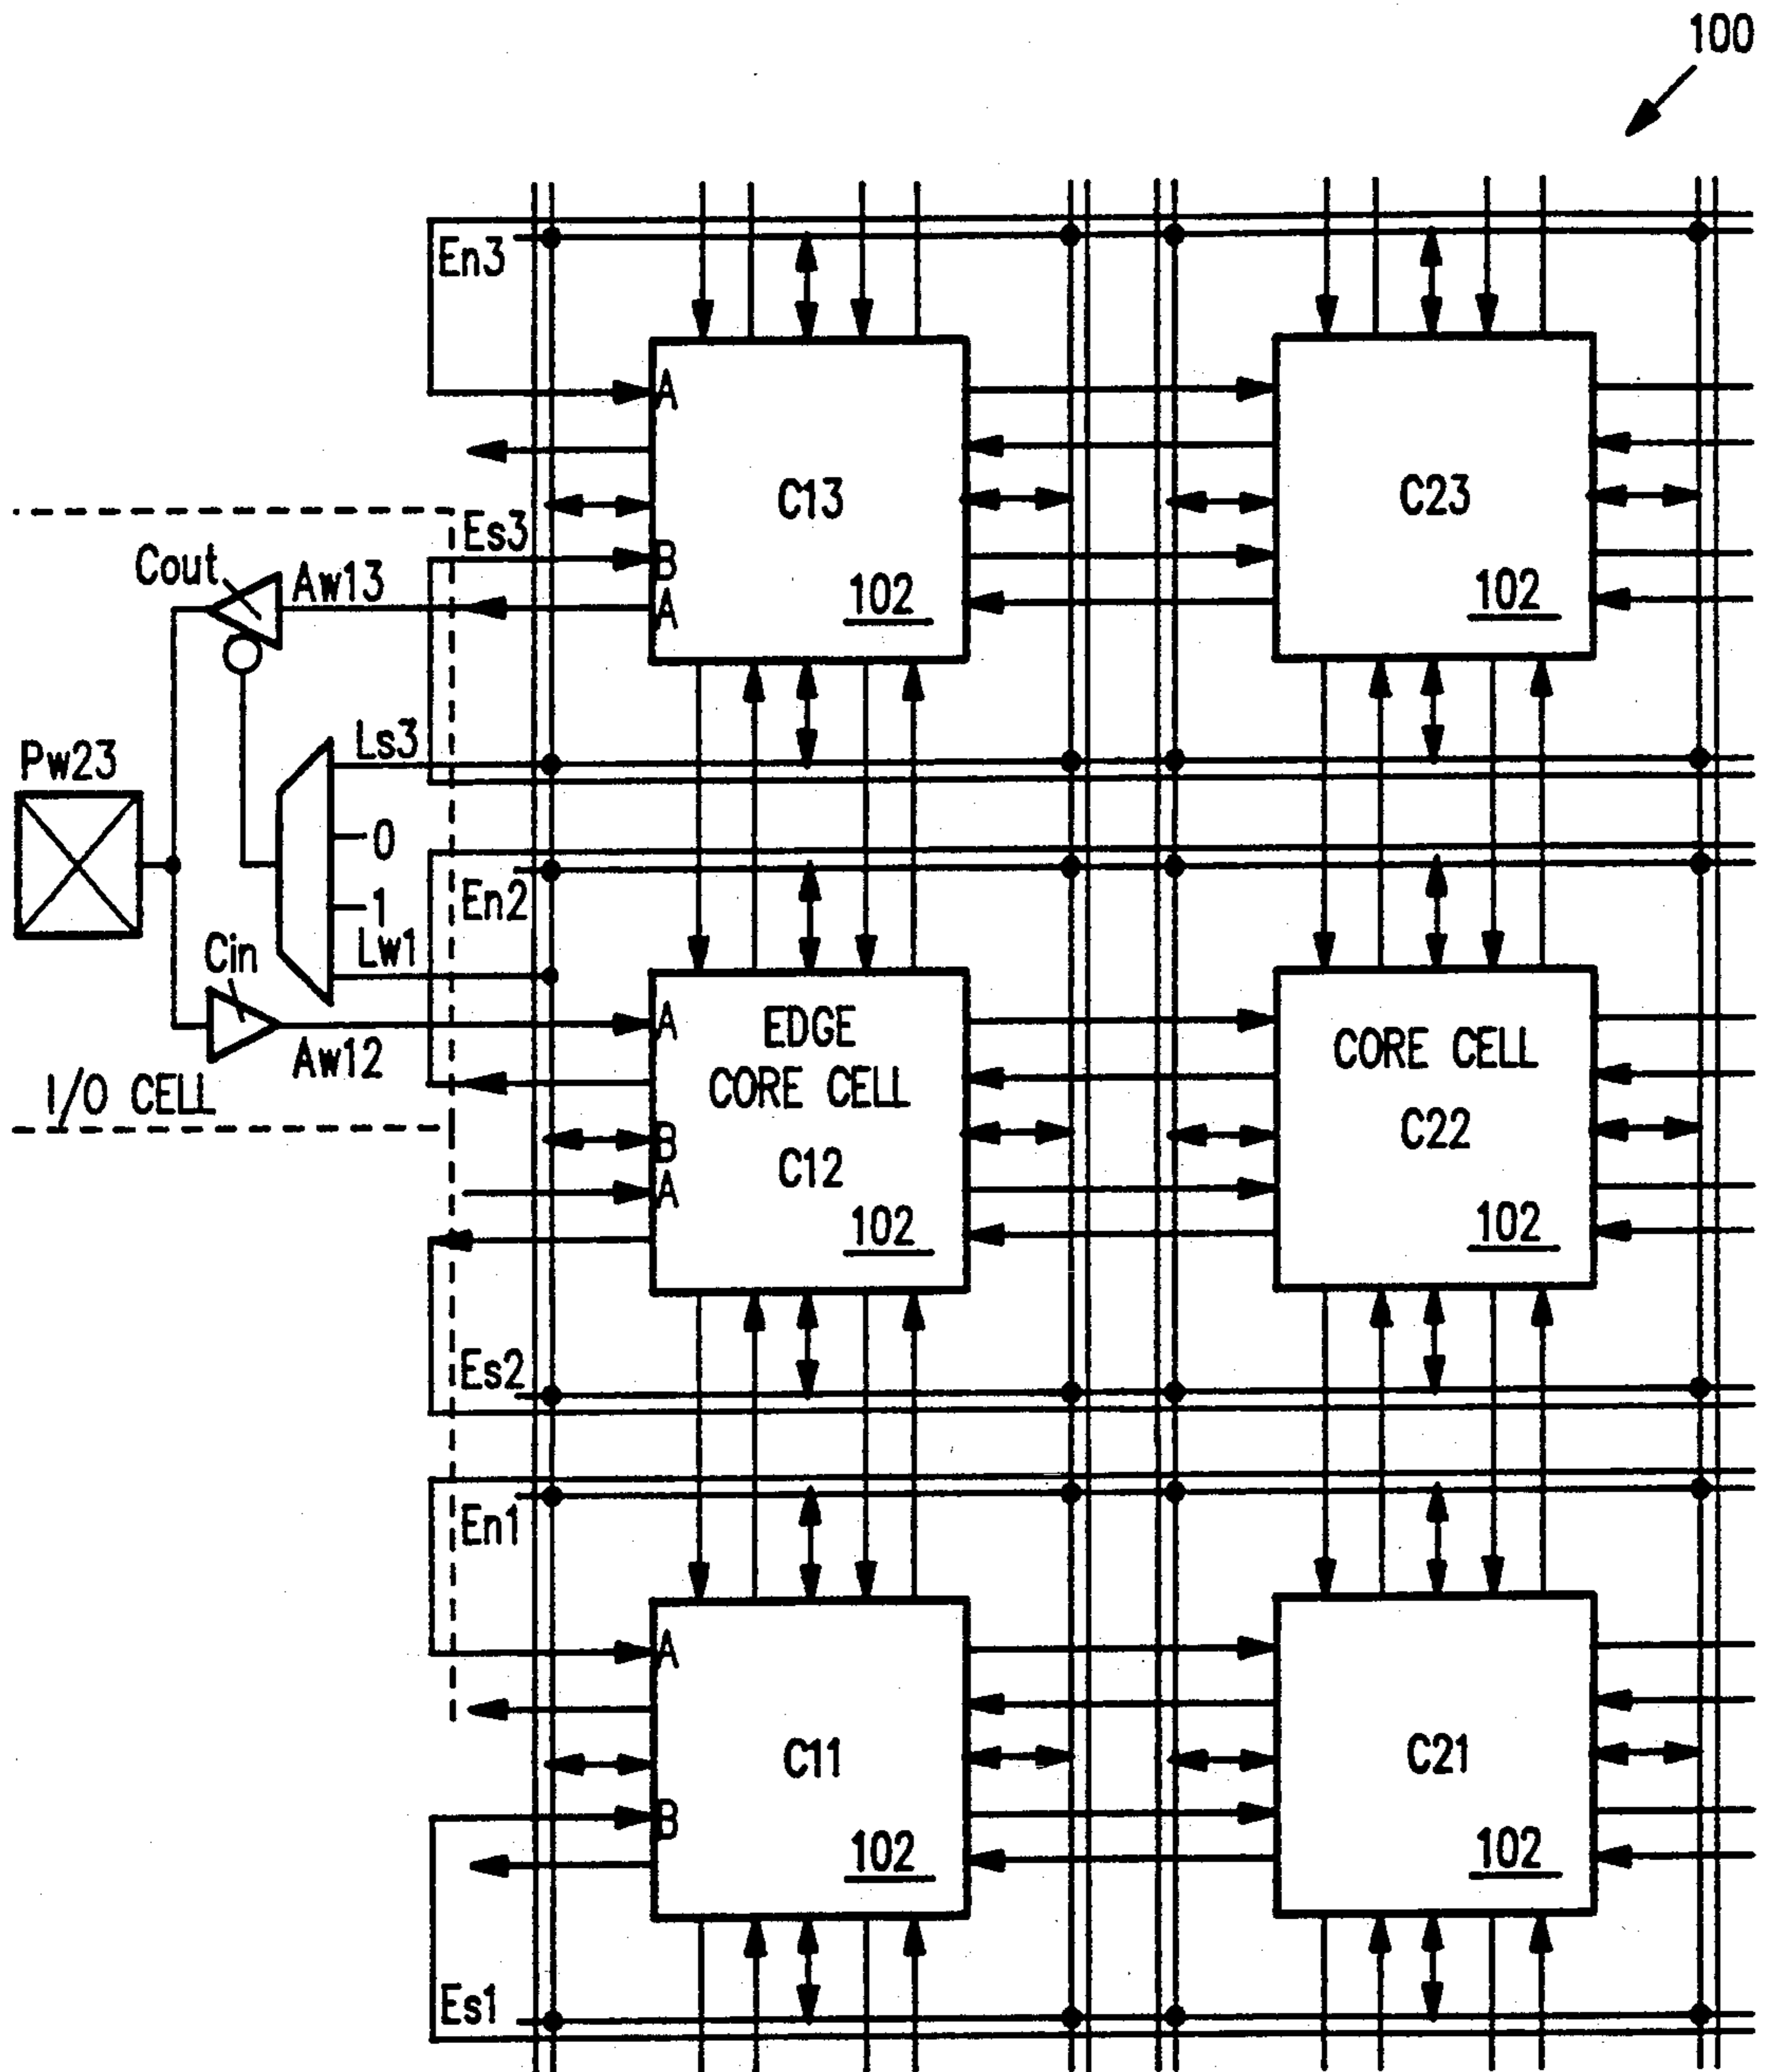 100
En3
A
C13
C23
Es3
Cout
Aw13
B
A
102
102
Ls3
Pw23
0
1
En2
Lw1
Cin
A
EDGE
CORE CELL
C12
CORE CELL
C22
Aw12
I/O CELL
B
A
102
102
Es2
En1
A
C11
C21
B
102
102
Es1